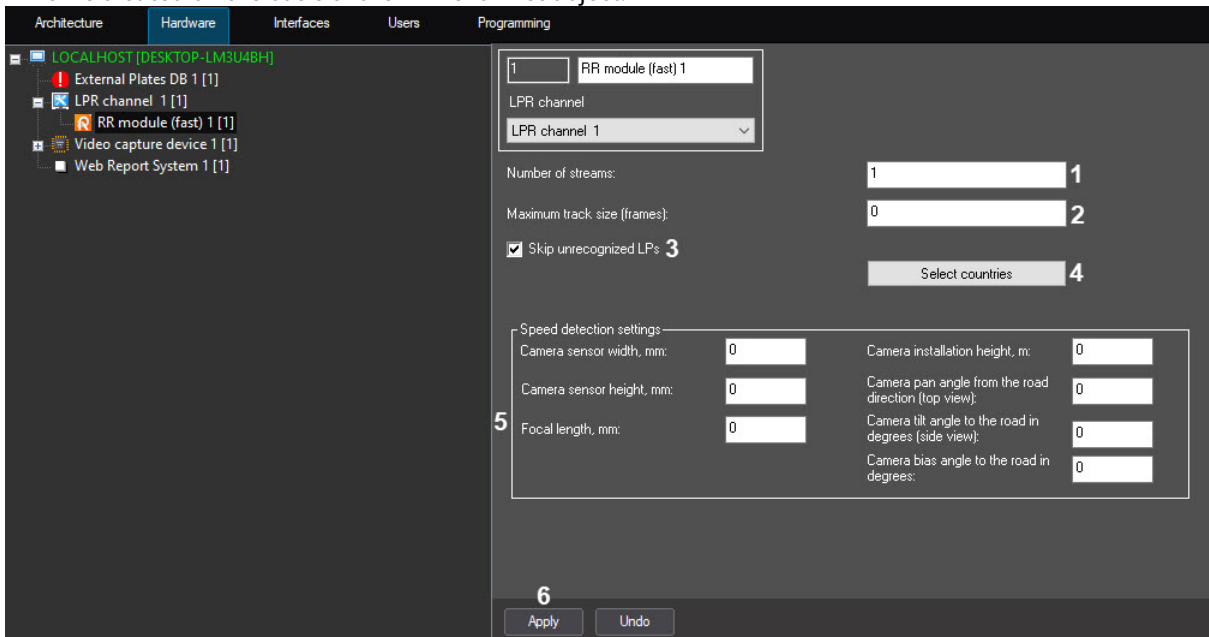 Architecture Hardware Interfaces Users Programming
LOCALHOST [DESKTOP-LM3U4BH]
External Plates DB 1 [1]
LPR channel 1 [1]
RR module (fast) 1 [1]
Video capture device 1 [1]
Web Report System 1 [1]
1 RR module (fast) 1
LPR channel
LPR channel 1
Number of streams: 1 1
Maximum track size (frames): 0 2
Skip unrecognized LPs 3
Select countries 4
Speed detection settings
5
Camera sensor width, mm: 0
Camera sensor height, mm: 0
Focal length, mm: 0
Camera installation height, m: 0
Camera pan angle from the road
direction (top view): 0
Camera tilt angle to the road in
degrees (side view): 0
Camera bias angle to the road in
degrees: 0
6
Apply Undo